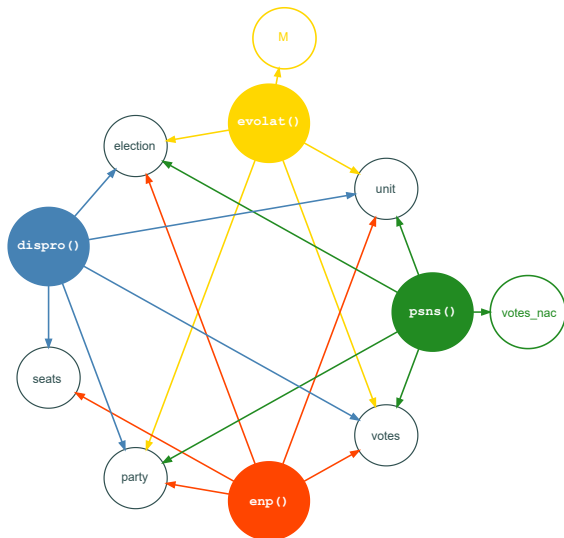 M
evolat()
election
unit
dispro()
psns()
votes_nac
seats
votes
party
enp()